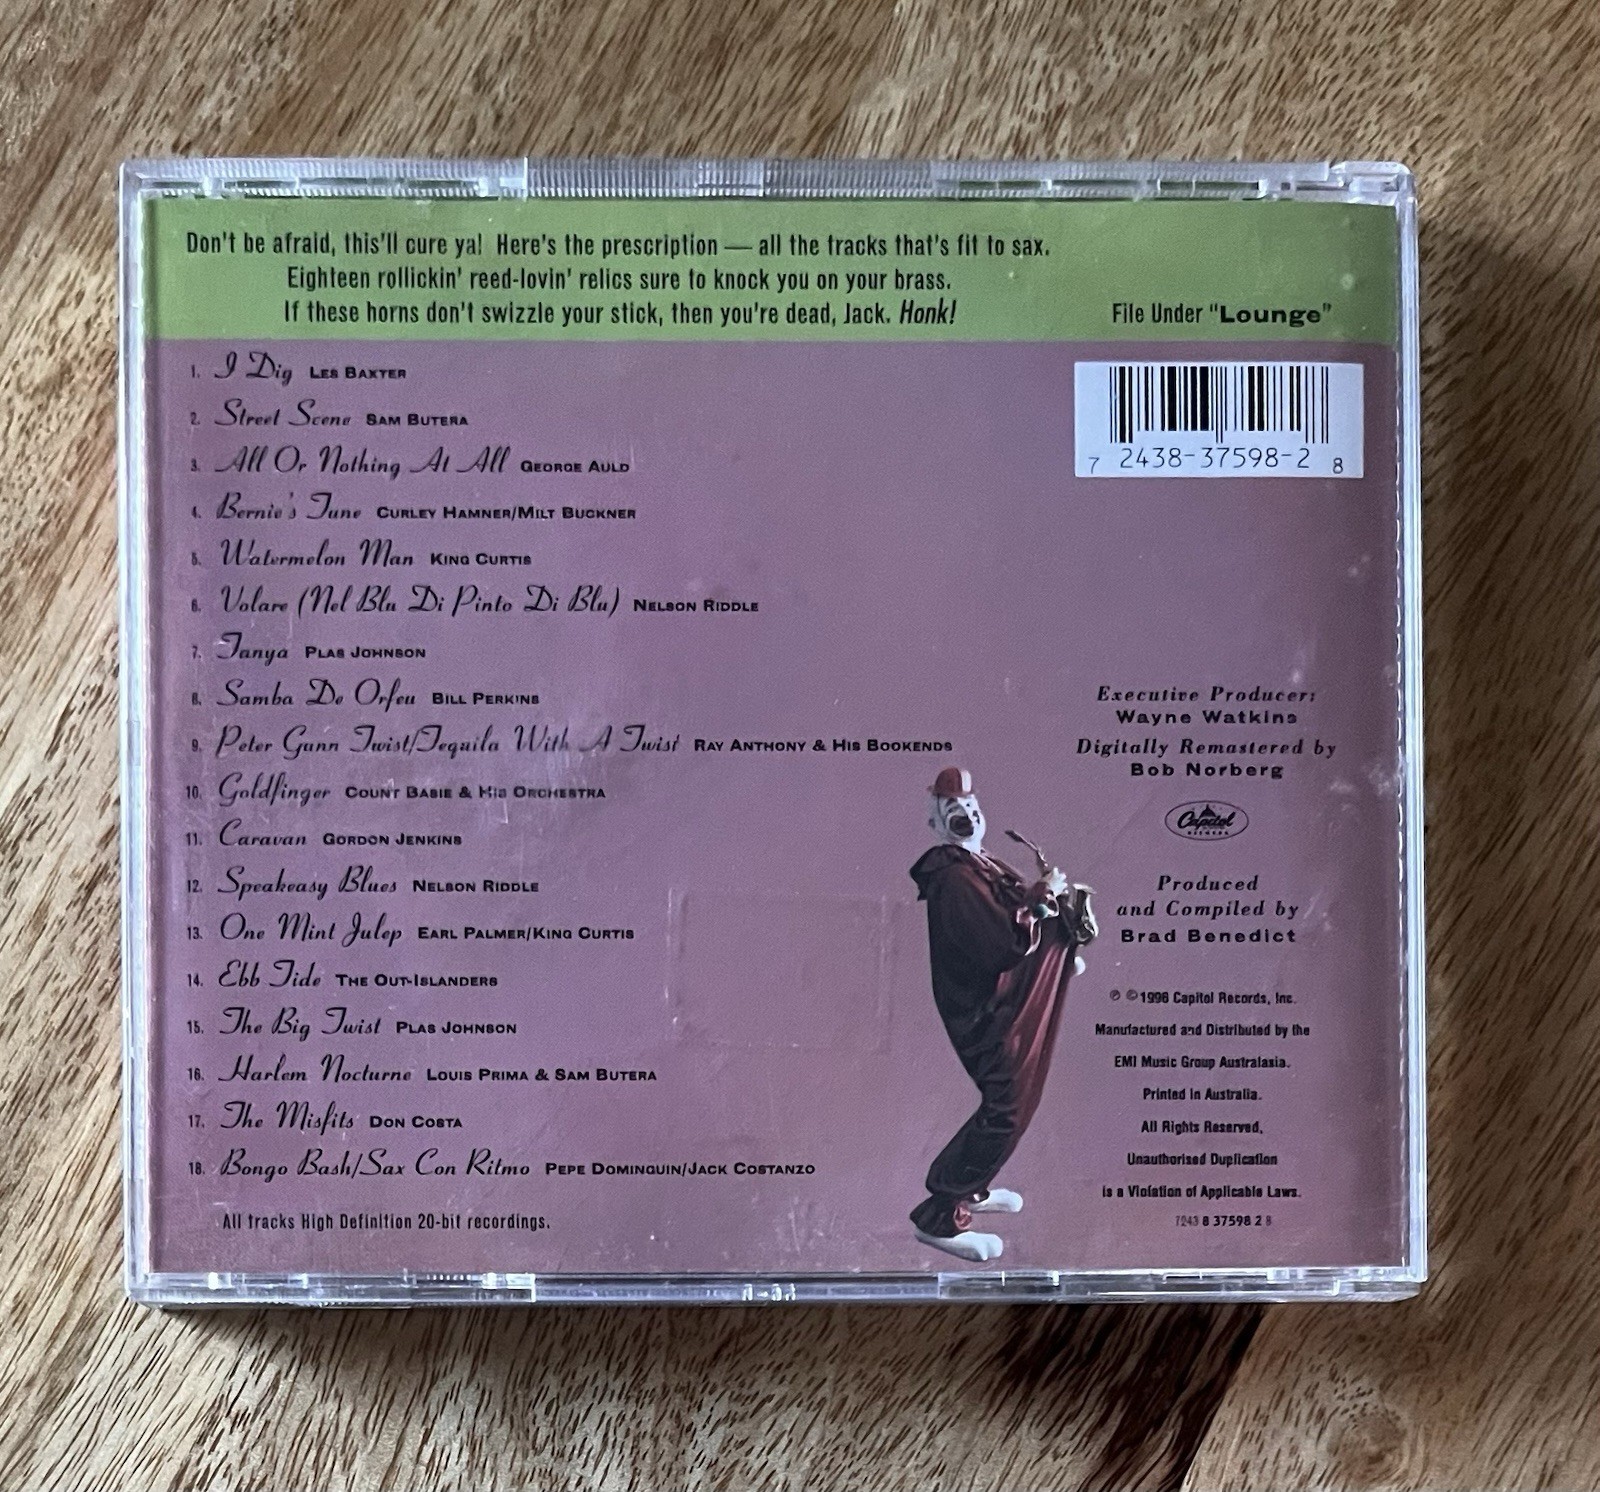 Don't be afraid, this'll cure ya! Here's the prescription — all the tracks that's fit to sax.
Eighteen rollickin' reed-lovin' relics sure to knock you on your brass.
If these horns don't swizzle your stick, then you're dead, Jack. Honk!
File Under "Lounge"
1. I Dig LES BAXTER
2. Street Scene SAM BUTERA
3. All Or Nothing At All GEORGE AULD
4. Bernie's Tune CURLEY HAMNER/MILT BUCKNER
5. Watermelon Man KING CURTIS
6. Volare (Nel Blu Di Pinto Di Blu) NELSON RIDDLE
7. Tanya PLAS JOHNSON
8. Samba De Orfeu BILL PERKINS
9. Peter Gunn Twist/Tequila With A Twist RAY ANTHONY & HIS BOOKENDS
10. Goldfinger COUNT BASIE & HIS ORCHESTRA
11. Caravan GORDON JENKINS
12. Speakeasy Blues NELSON RIDDLE
13. One Mint Julep EARL PALMER/KING CURTIS
14. Ebb Tide THE OUT-ISLANDERS
15. The Big Twist PLAS JOHNSON
16. Harlem Nocturne LOUIS PRIMA & SAM BUTERA
17. The Misfits DON COSTA
18. Bongo Bash/Sax Con Ritmo PEPE DOMINQUIN/JACK COSTANZO
All tracks High Definition 20-bit recordings.
7 2438-37598-2 8
Executive Producer:
Wayne Watkins
Digitally Remastered by
Bob Norberg
Capitol
RECORDS
Produced
and Compiled by
Brad Benedict
℗ ©1996 Capitol Records, Inc.
Manufactured and Distributed by the
EMI Music Group Australasia.
Printed in Australia.
All Rights Reserved.
Unauthorised Duplication
is a Violation of Applicable Laws.
7243 8 37598 2 8